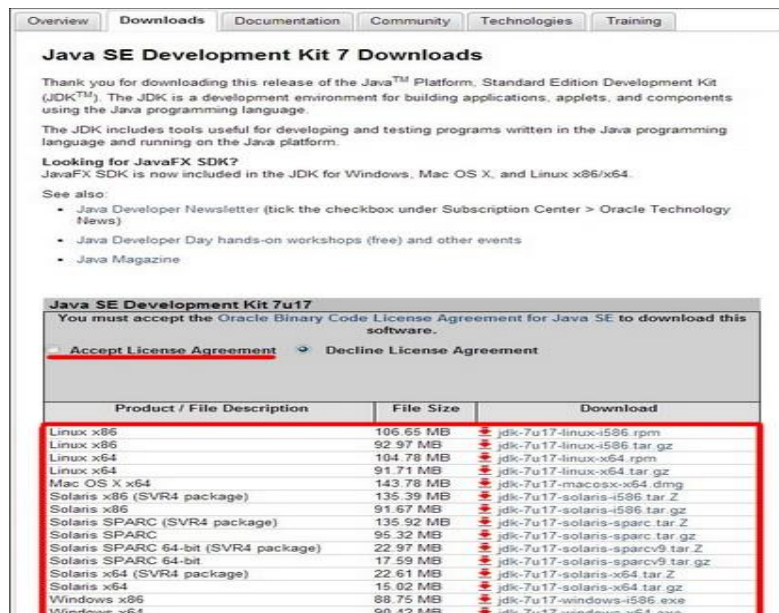 Overview Downloads Documentation Community Technologies Training
Java SE Development Kit 7 Downloads
Thank you for downloading this release of the Java™ Platform, Standard Edition Development Kit
(JDK™). The JDK is a development environment for building applications, applets, and components
using the Java programming language.
The JDK includes tools useful for developing and testing programs written in the Java programming
language and running on the Java platform.
Looking for JavaFX SDK?
JavaFX SDK is now included in the JDK for Windows, Mac OS X, and Linux x86/x64.
See also:
• Java Developer Newsletter (tick the checkbox under Subscription Center > Oracle Technology
News)
• Java Developer Day hands-on workshops (free) and other events
• Java Magazine
Java SE Development Kit 7u17
You must accept the Oracle Binary Code License Agreement for Java SE to download this
software.
Accept License Agreement Decline License Agreement
Product / File Description File Size Download
Linux x86 106.65 MB jdk-7u17-linux-i586.rpm
Linux x86 92.97 MB jdk-7u17-linux-i586.tar.gz
Linux x64 104.78 MB jdk-7u17-linux-x64.rpm
Linux x64 91.71 MB jdk-7u17-linux-x64.tar.gz
Mac OS X x64 143.78 MB jdk-7u17-macosx-x64.dmg
Solaris x86 (SVR4 package) 135.39 MB jdk-7u17-solaris-i586.tar.Z
Solaris x86 91.67 MB jdk-7u17-solaris-i586.tar.gz
Solaris SPARC (SVR4 package) 135.92 MB jdk-7u17-solaris-sparc.tar.Z
Solaris SPARC 95.32 MB jdk-7u17-solaris-sparc.tar.gz
Solaris SPARC 64-bit (SVR4 package) 22.97 MB jdk-7u17-solaris-sparcv9.tar.Z
Solaris SPARC 64-bit 17.59 MB jdk-7u17-solaris-sparcv9.tar.gz
Solaris x64 (SVR4 package) 22.61 MB jdk-7u17-solaris-x64.tar.Z
Solaris x64 15.02 MB jdk-7u17-solaris-x64.tar.gz
Windows x86 88.75 MB jdk-7u17-windows-i586.exe
Windows x64 90.42 MB jdk-7u17-windows-x64.exe